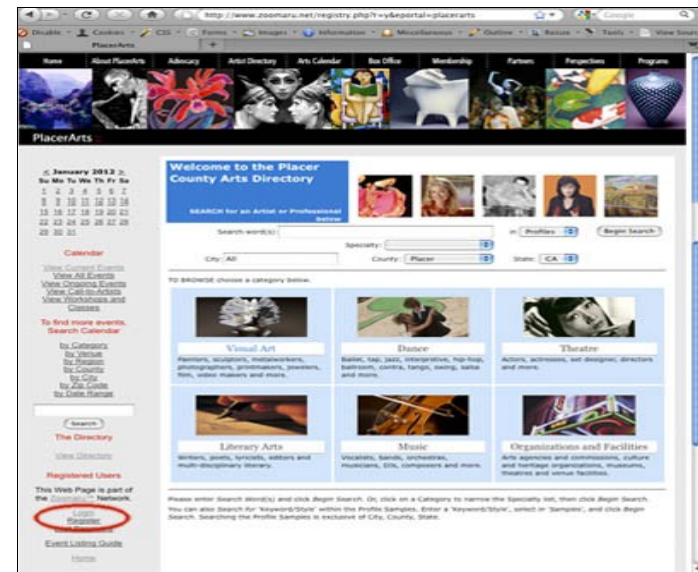 http://www.zoomaru.net/registry.php?r=y&eportal=placerarts
Google
Disable Cookies CSS Forms Images Information Miscellaneous Outline Resize Tools View Sour
PlacerArts
Home About PlacerArts Advocacy Artist Directory Arts Calendar Box Office Membership Partners Perspectives Programs
PlacerArts
< January 2012 >
Su Mo Tu We Th Fr Sa
1 2 3 4 5 6 7
8 9 10 11 12 13 14
15 16 17 18 19 20 21
22 23 24 25 26 27 28
29 30 31
Calendar
View Current Events
View All Events
View Ongoing Events
View Call-to-Artists
View Workshops and
Classes
To find more events,
Search Calendar
by Category
by Venue
by Region
by County
by City
by Zip Code
by Date Range
Search
The Directory
View Directory
Registered Users
This Web Page is part of
the Zoomaru™ Network.
Login
Register
Event Listing Guide
Home
Welcome to the Placer
County Arts Directory
SEARCH for an Artist or Professional
below
Search word(s): in Profiles Begin Search
Specialty:
City: All County: Placer State: CA
TO BROWSE choose a category below.
Visual Art
Painters, sculptors, metalworkers,
photographers, printmakers, jewelers,
film, video makers and more.
Dance
Ballet, tap, jazz, interpretive, hip-hop,
ballroom, contra, tango, swing, salsa
and more.
Theatre
Actors, actresses, set designer, directors
and more.
Literary Arts
Writers, poets, lyricists, editors and
multi-disciplinary literary.
Music
Vocalists, bands, orchestras,
musicians, DJs, composers and more.
Organizations and Facilities
Arts agencies and commissions, culture
and heritage organizations, museums,
theatres and venue facilities.
Please enter Search Word(s) and click Begin Search. Or, click on a Category to narrow the Specialty list, then click Begin Search.
You can also Search for 'Keyword/Style' within the Profile Samples. Enter a 'Keyword/Style', select in 'Samples', and click Begin
Search. Searching the Profile Samples is exclusive of City, County, State.